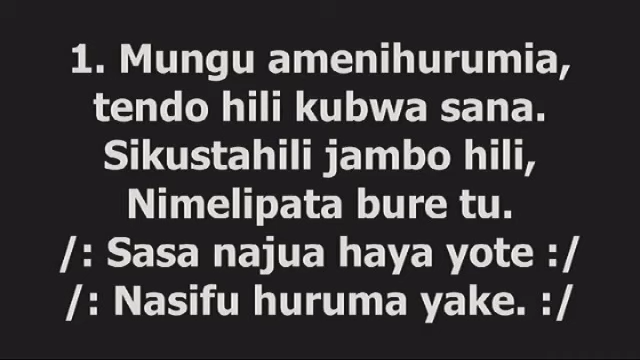 1. Mungu amenihurumia,
tendo hili kubwa sana.
Sikustahili jambo hili,
Nimelipata bure tu.
/: Sasa najua haya yote :/
/: Nasifu huruma yake. :/